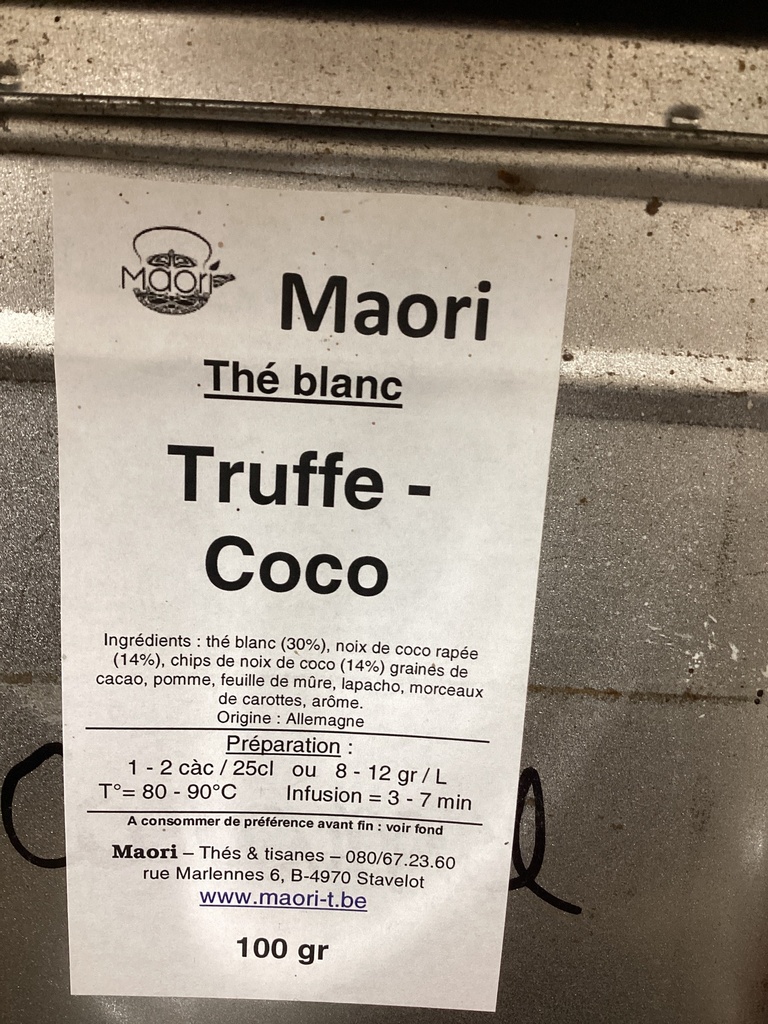 Maori
Maori
Thé blanc
Truffe -
Coco
Ingrédients : thé blanc (30%), noix de coco rapée
(14%), chips de noix de coco (14%) graines de
cacao, pomme, feuille de mûre, lapacho, morceaux
de carottes, arôme.
Origine : Allemagne
Préparation :
1 - 2 càc / 25cl ou 8 - 12 gr / L
T°= 80 - 90°C Infusion = 3 - 7 min
A consommer de préférence avant fin : voir fond
Maori – Thés & tisanes – 080/67.23.60
rue Marlennes 6, B-4970 Stavelot
www.maori-t.be
100 gr